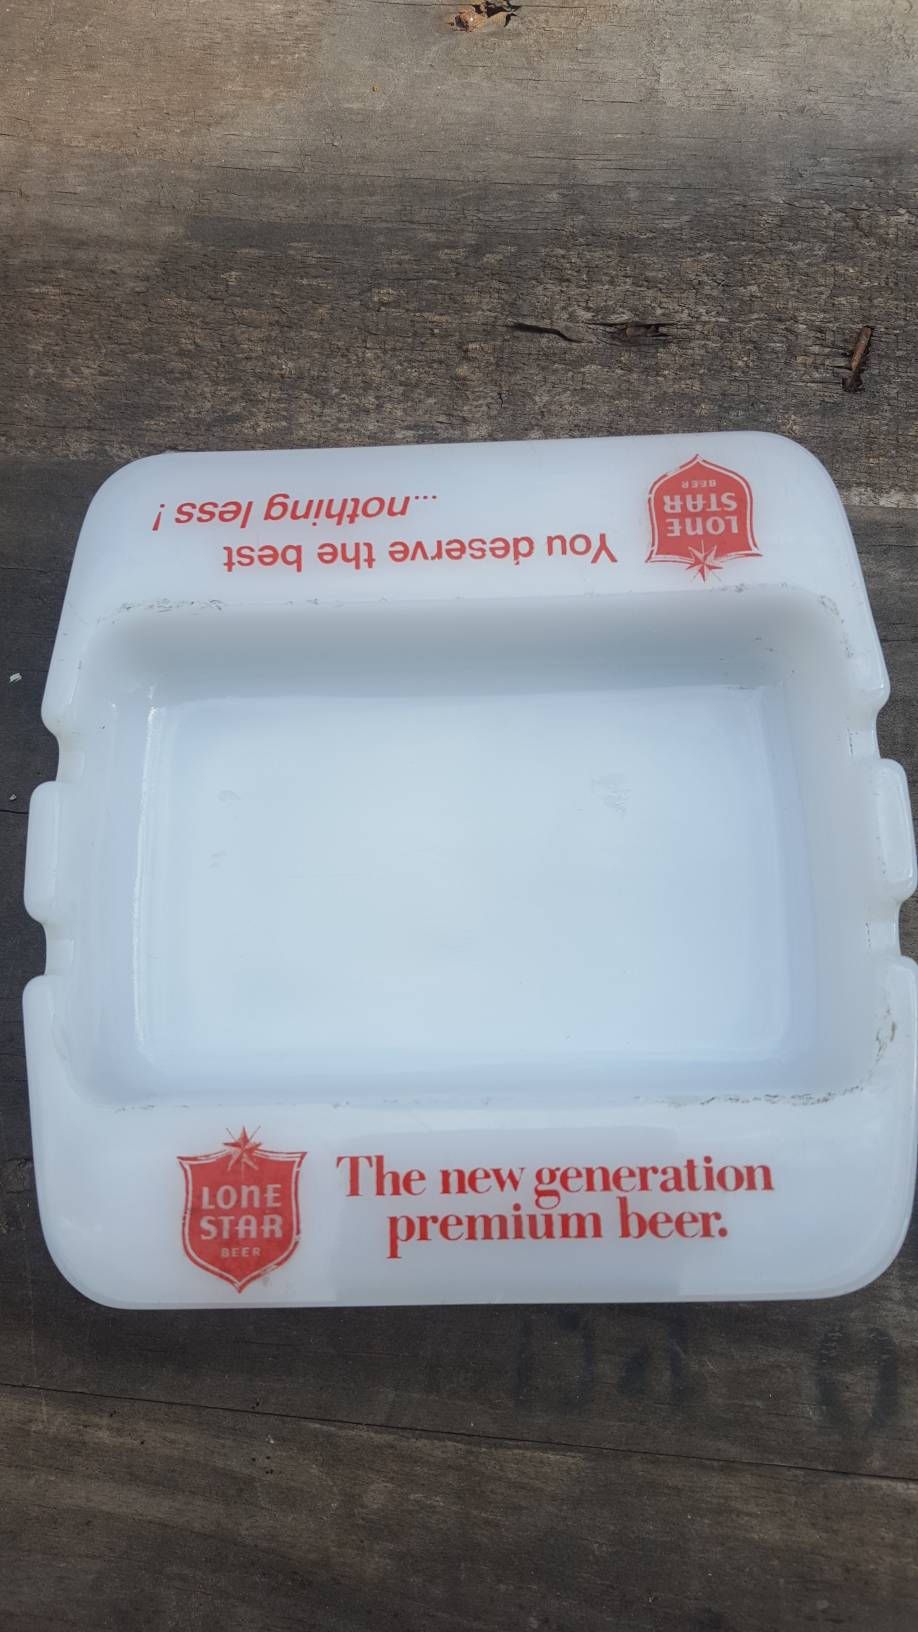 You deserve the best
...nothing less!
LONE
STAR
BEER
LONE
STAR
BEER
The new generation
premium beer.